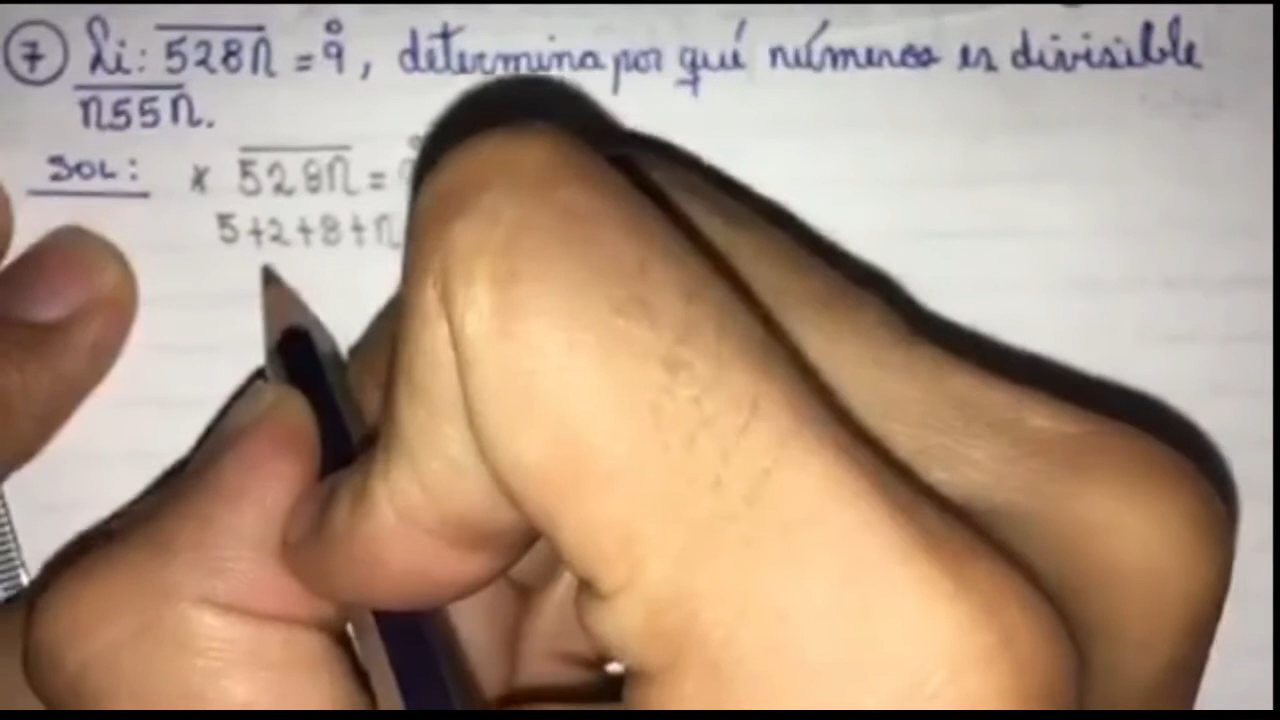 7 Si: 528n = 9°, determina por qué números es divisible
n55n.
SOL: * 528n =
5+2+8+n